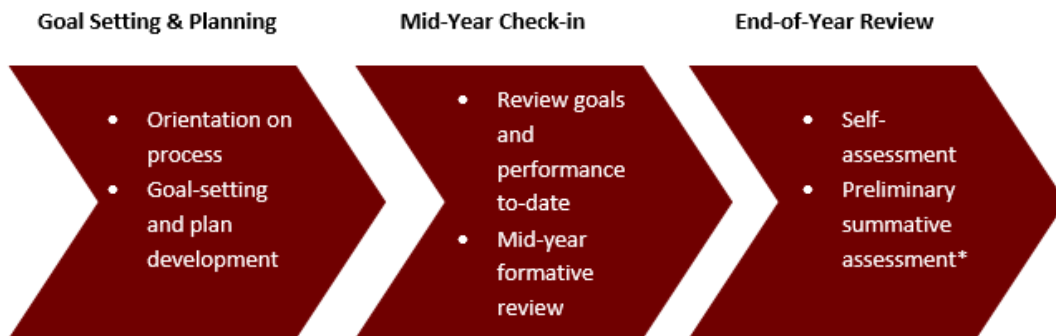 Goal Setting & Planning
Mid-Year Check-in
End-of-Year Review
• Orientation on
process
• Goal-setting
and plan
development
• Review goals
and
performance
to-date
• Mid-year
formative
review
• Self-
assessment
• Preliminary
summative
assessment*